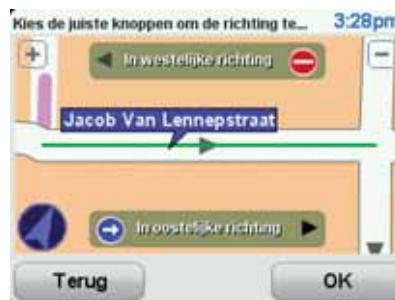 Kies de juiste knoppen om de richting te... 3:28pm
In westelijke richting
Jacob Van Lennepstraat
In oostelijke richting
Terug OK